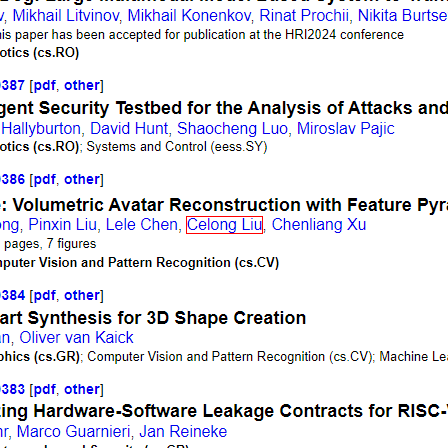 , Mikhail Litvinov, Mikhail Konenkov, Rinat Prochii, Nikita Burtse
is paper has been accepted for publication at the HRI2024 conference
otics (cs.RO)
387 [pdf, other]
gent Security Testbed for the Analysis of Attacks and
Hallyburton, David Hunt, Shaocheng Luo, Miroslav Pajic
otics (cs.RO); Systems and Control (eess.SY)
386 [pdf, other]
: Volumetric Avatar Reconstruction with Feature Pyr
ng, Pinxin Liu, Lele Chen, Celong Liu, Chenliang Xu
pages, 7 figures
puter Vision and Pattern Recognition (cs.CV)
384 [pdf, other]
art Synthesis for 3D Shape Creation
n, Oliver van Kaick
phics (cs.GR); Computer Vision and Pattern Recognition (cs.CV); Machine Lea
383 [pdf, other]
ing Hardware-Software Leakage Contracts for RISC-
r, Marco Guarnieri, Jan Reineke